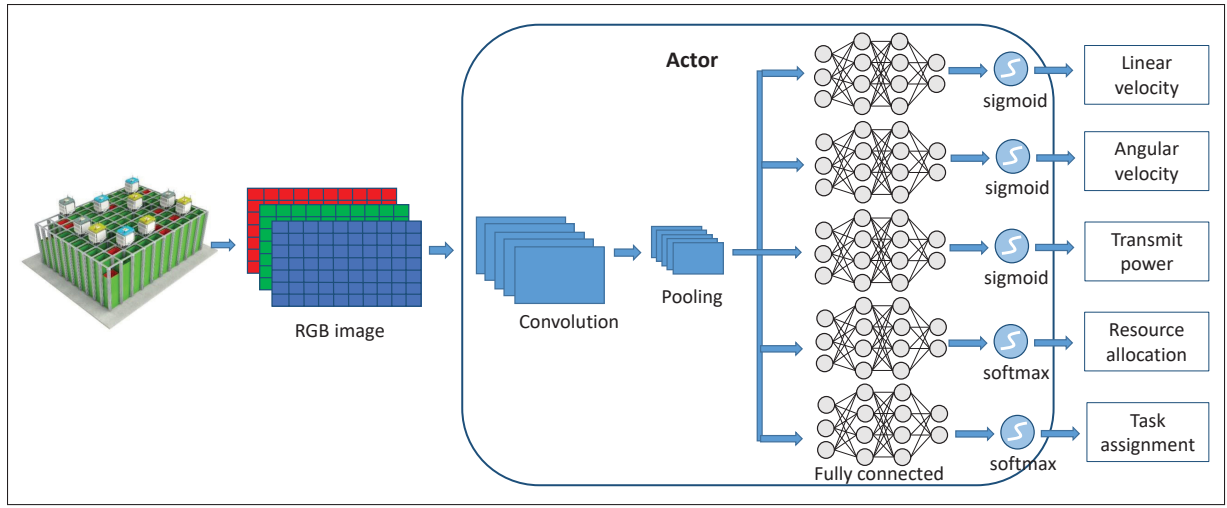 Actor
RGB image
Convolution
Pooling
sigmoid
Linear
velocity
sigmoid
Angular
velocity
sigmoid
Transmit
power
softmax
Resource
allocation
Fully connected
softmax
Task
assignment